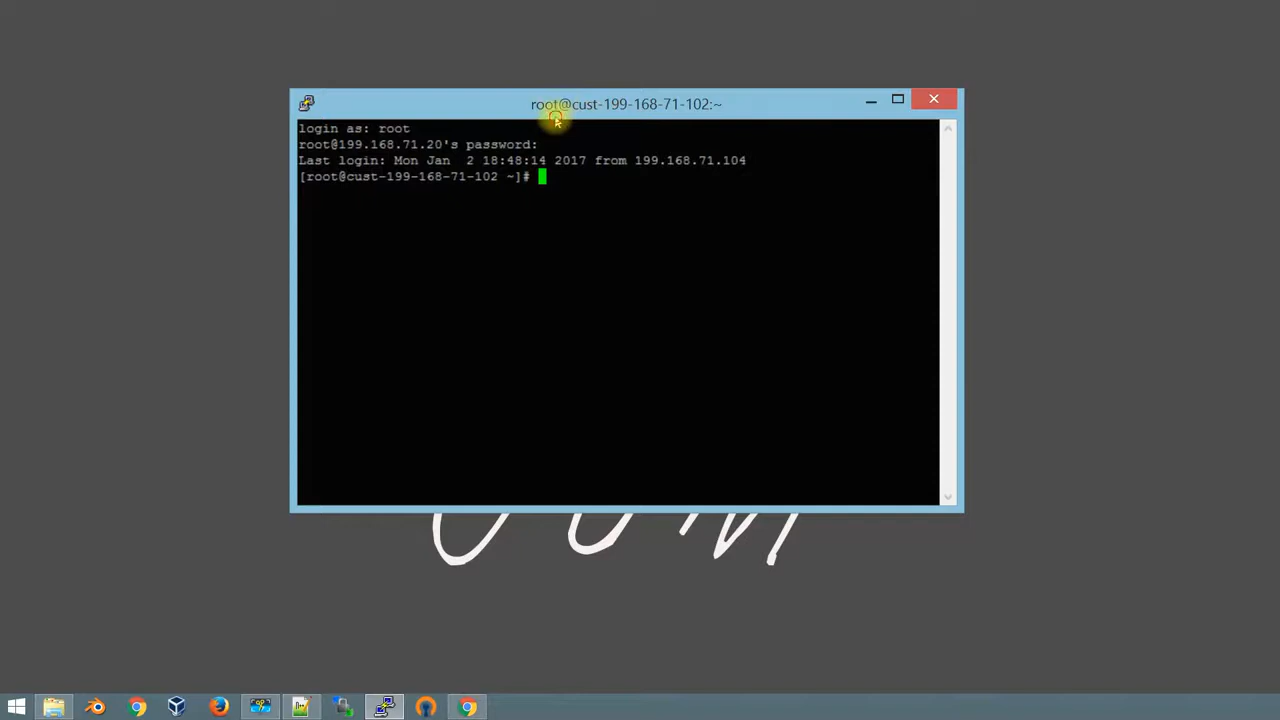 root@cust-199-168-71-102:~
login as: root
root@199.168.71.20's password:
Last login: Mon Jan  2 18:48:14 2017 from 199.168.71.104
[root@cust-199-168-71-102 ~]#